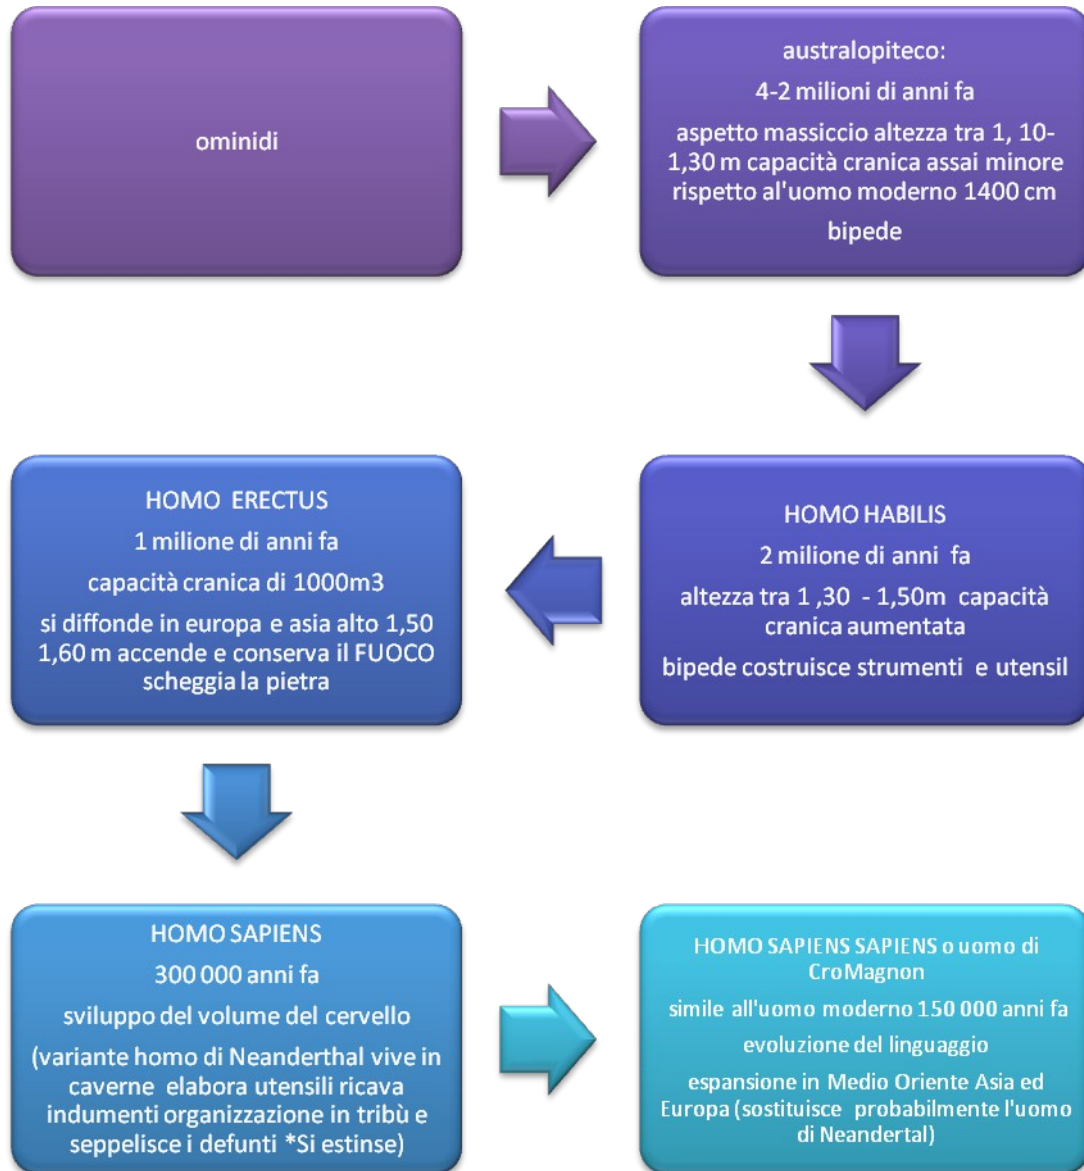 ominidi
australopiteco:
4-2 milioni di anni fa
aspetto massiccio altezza tra 1, 10-
1,30 m capacità cranica assai minore
rispetto al'uomo moderno 1400 cm
bipede
HOMO HABILIS
2 milione di anni fa
altezza tra 1 ,30 - 1,50m capacità
cranica aumentata
bipede costruisce strumenti e utensil
HOMO ERECTUS
1 milione di anni fa
capacità cranica di 1000m3
si diffonde in europa e asia alto 1,50
1,60 m accende e conserva il FUOCO
scheggia la pietra
HOMO SAPIENS
300 000 anni fa
sviluppo del volume del cervello
(variante homo di Neanderthal vive in
caverne elabora utensili ricava
indumenti organizzazione in tribù e
seppelisce i defunti *Si estinse)
HOMO SAPIENS SAPIENS o uomo di
CroMagnon
simile all'uomo moderno 150 000 anni fa
evoluzione del linguaggio
espansione in Medio Oriente Asia ed
Europa (sostituisce probabilmente l'uomo
di Neandertal)